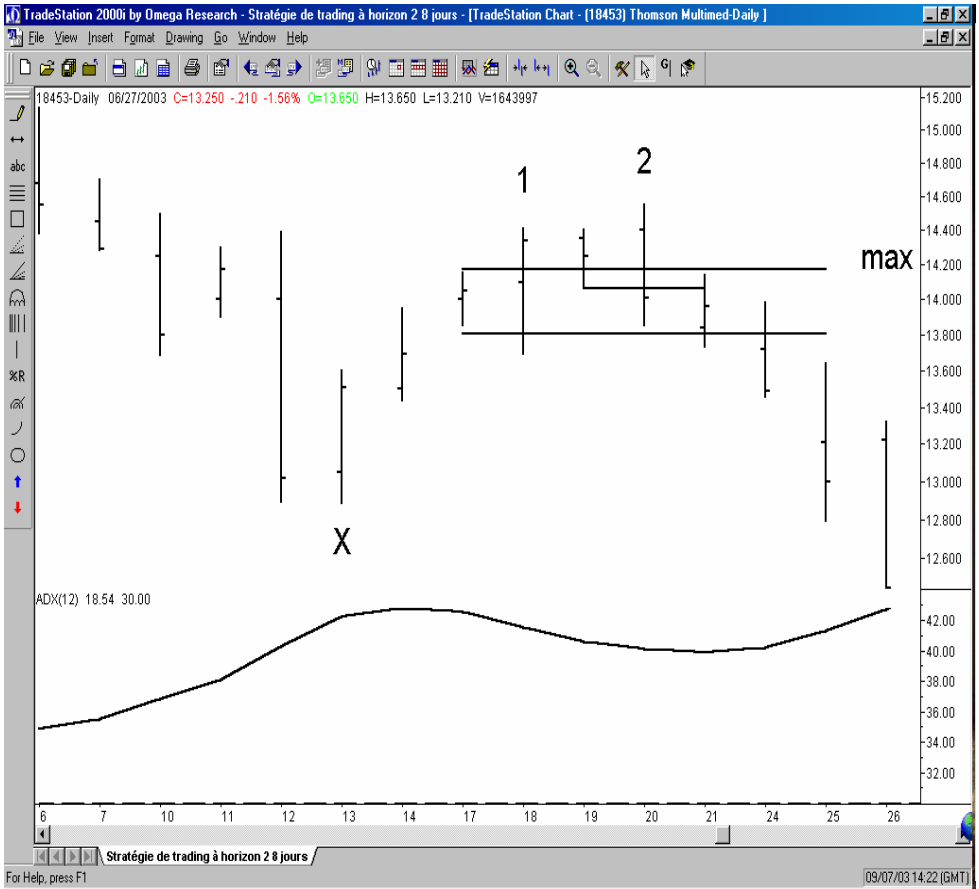 TradeStation 2000i by Omega Research - Stratégie de trading à horizon 2 8 jours - [TradeStation Chart - (18453) Thomson Multimed-Daily ]
File View Insert Format Drawing Go Window Help
18453-Daily 06/27/2003 C=13.250 -.210 -1.56% O=13.650 H=13.650 L=13.210 V=1643997
abc
%R
G
1
2
max
X
15.200
15.000
14.800
14.600
14.400
14.200
14.000
13.800
13.600
13.400
13.200
13.000
12.800
12.600
ADX(12) 18.54 30.00
42.00
40.00
38.00
36.00
34.00
32.00
6 7 10 11 12 13 14 17 18 19 20 21 24 25 26
Stratégie de trading à horizon 2 8 jours
For Help, press F1
09/07/03 14:22 (GMT)